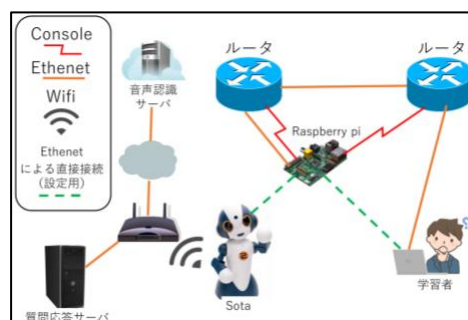 Console
Ethenet
Wifi
Ethenet
による直接接続
(設定用)
音声認識
サーバ
質問応答サーバ
ルータ
ルータ
Raspberry pi
Sota
学習者